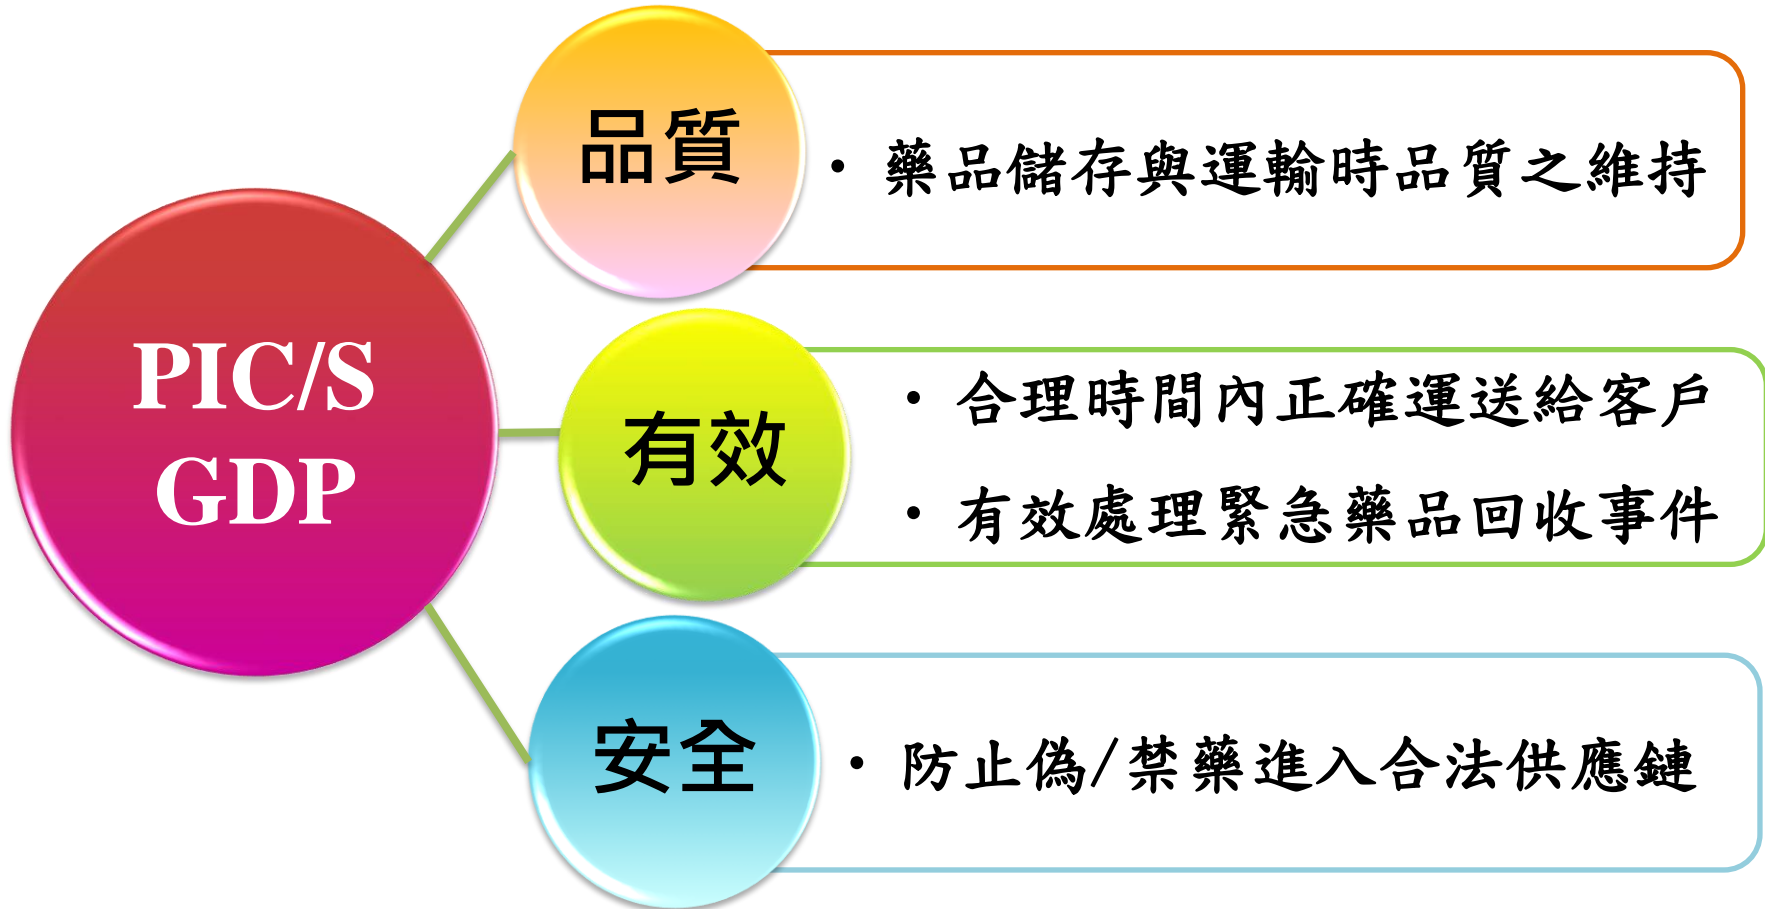 PIC/S
GDP
品質
• 藥品儲存與運輸時品質之維持
有效
• 合理時間內正確運送給客戶
• 有效處理緊急藥品回收事件
安全
• 防止偽/禁藥進入合法供應鏈